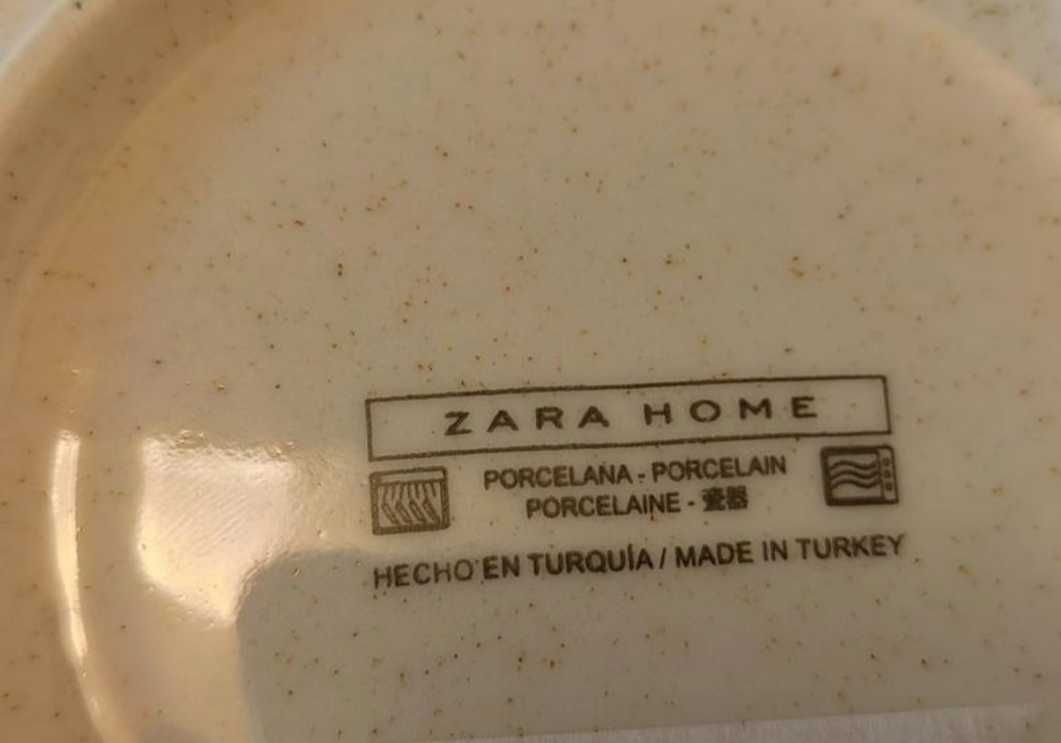 ZARA HOME
PORCELANA - PORCELAIN
PORCELAINE - 瓷器
HECHO EN TURQUÍA / MADE IN TURKEY